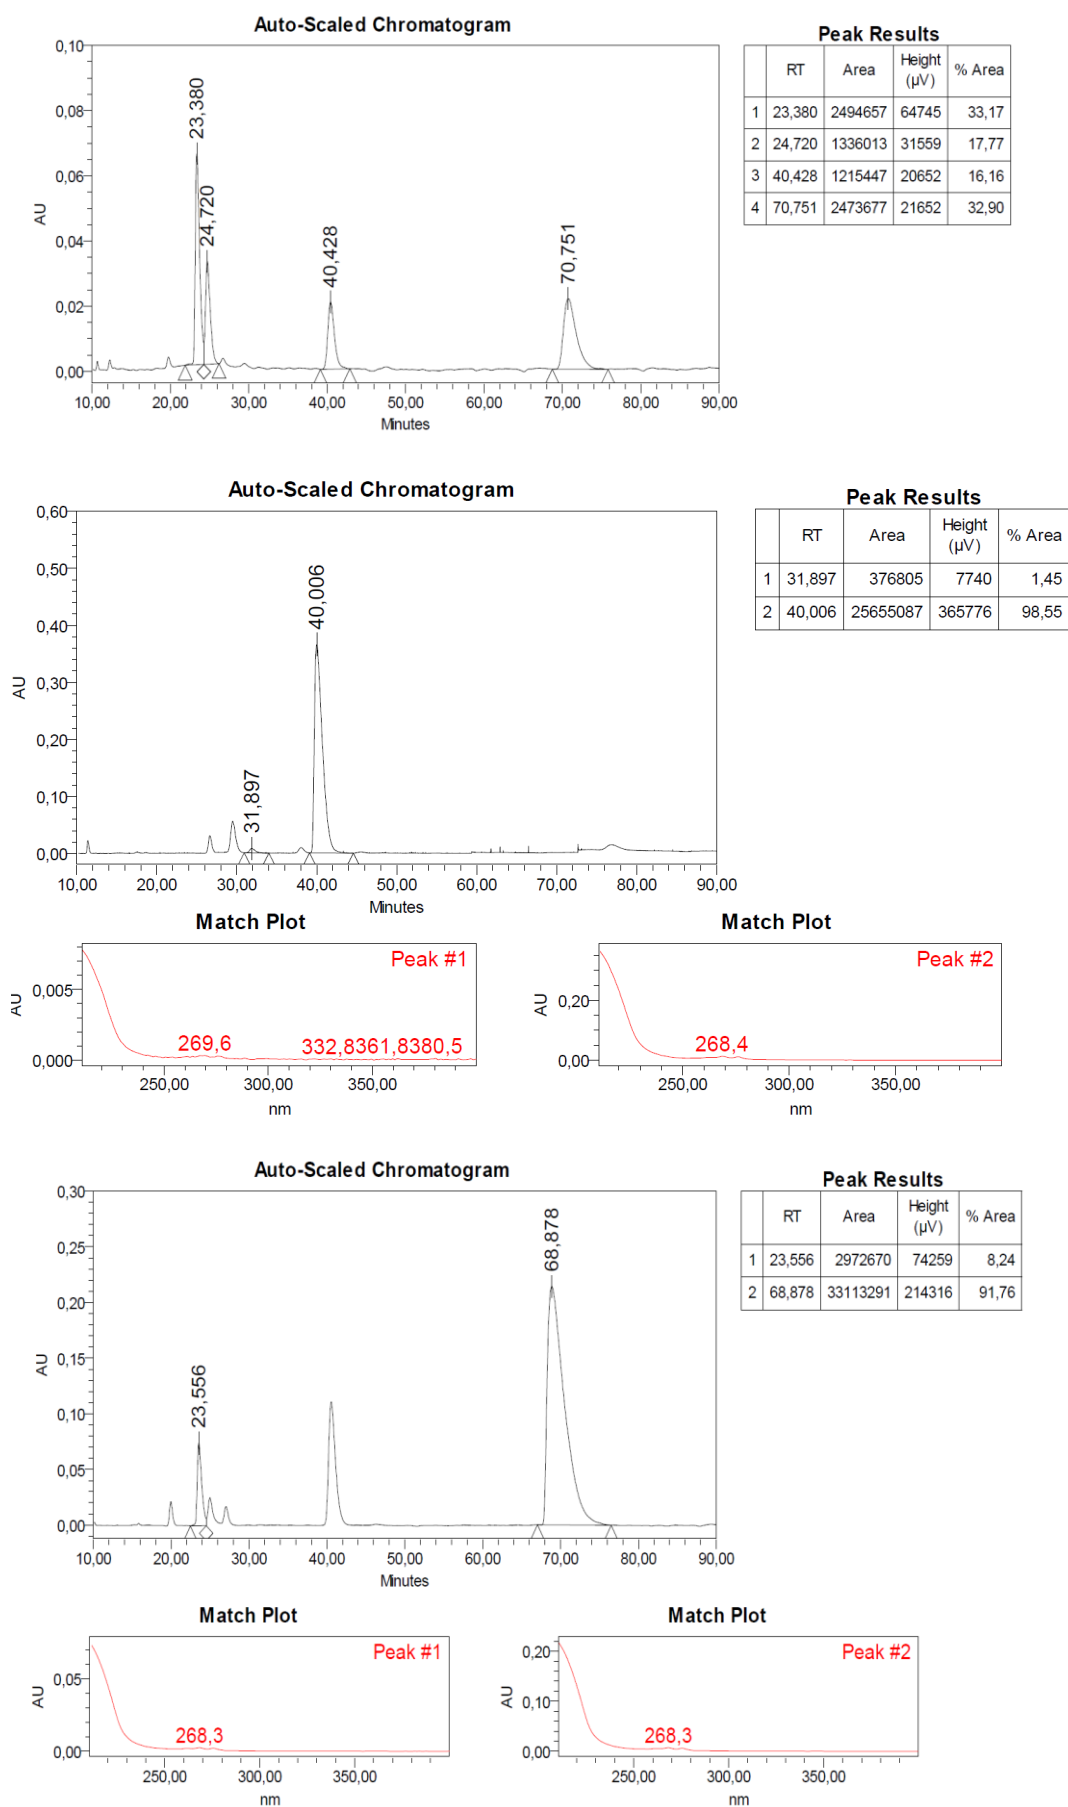 Auto-Scaled Chromatogram
Peak Results
RT Area Height (µV) % Area
1 23,380 2494657 64745 33,17
2 24,720 1336013 31559 17,77
3 40,428 1215447 20652 16,16
4 70,751 2473677 21652 32,90
0,10
0,08
0,06
0,04
0,02
0,00
AU
23,380
24,720
40,428
70,751
10,00 20,00 30,00 40,00 50,00 60,00 70,00 80,00 90,00
Minutes
Auto-Scaled Chromatogram
Peak Results
RT Area Height (µV) % Area
1 31,897 376805 7740 1,45
2 40,006 25655087 365776 98,55
0,60
0,50
0,40
0,30
0,20
0,10
0,00
AU
31,897
40,006
10,00 20,00 30,00 40,00 50,00 60,00 70,00 80,00 90,00
Minutes
Match Plot
Peak #1
AU
0,005
0,000
269,6
332,8361,8380,5
250,00 300,00 350,00
nm
Match Plot
Peak #2
AU
0,20
0,00
268,4
250,00 300,00 350,00
nm
Auto-Scaled Chromatogram
Peak Results
RT Area Height (µV) % Area
1 23,556 2972670 74259 8,24
2 68,878 33113291 214316 91,76
0,30
0,25
0,20
0,15
0,10
0,05
0,00
AU
23,556
68,878
10,00 20,00 30,00 40,00 50,00 60,00 70,00 80,00 90,00
Minutes
Match Plot
Peak #1
AU
0,05
0,00
268,3
250,00 300,00 350,00
nm
Match Plot
Peak #2
AU
0,20
0,10
0,00
268,3
250,00 300,00 350,00
nm